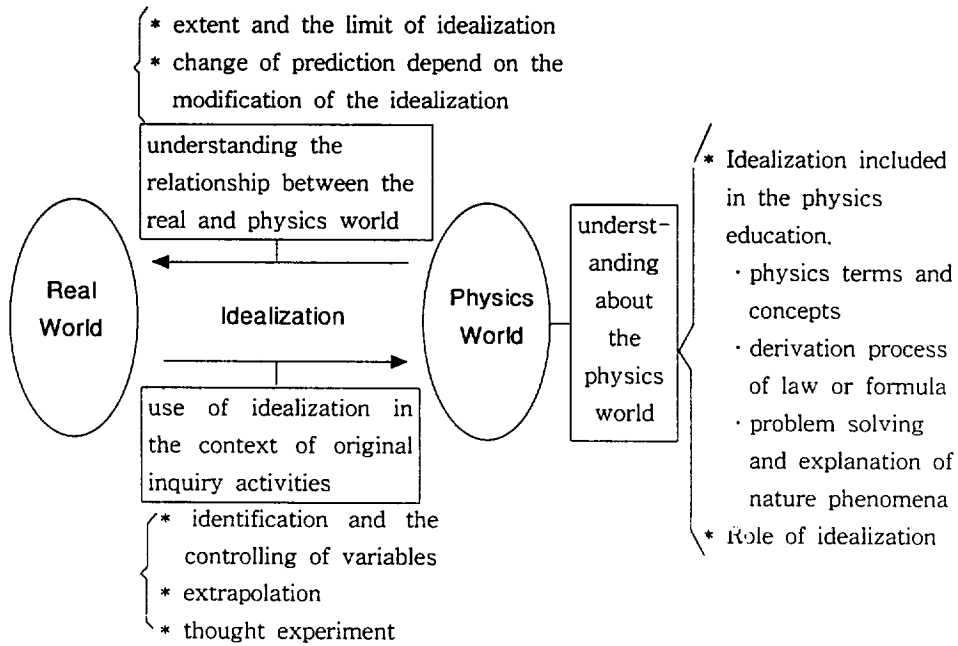 * extent and the limit of idealization
* change of prediction depend on the
modification of the idealization
understanding the
relationship between the
real and physics world
Real
World
Idealization
Physics
World
use of idealization in
the context of original
inquiry activities
* identification and the
controlling of variables
* extrapolation
* thought experiment
underst-
anding
about
the
physics
world
* Idealization included
in the physics
education.
· physics terms and
concepts
· derivation process
of law or formula
· problem solving
and explanation of
nature phenomena
* Role of idealization